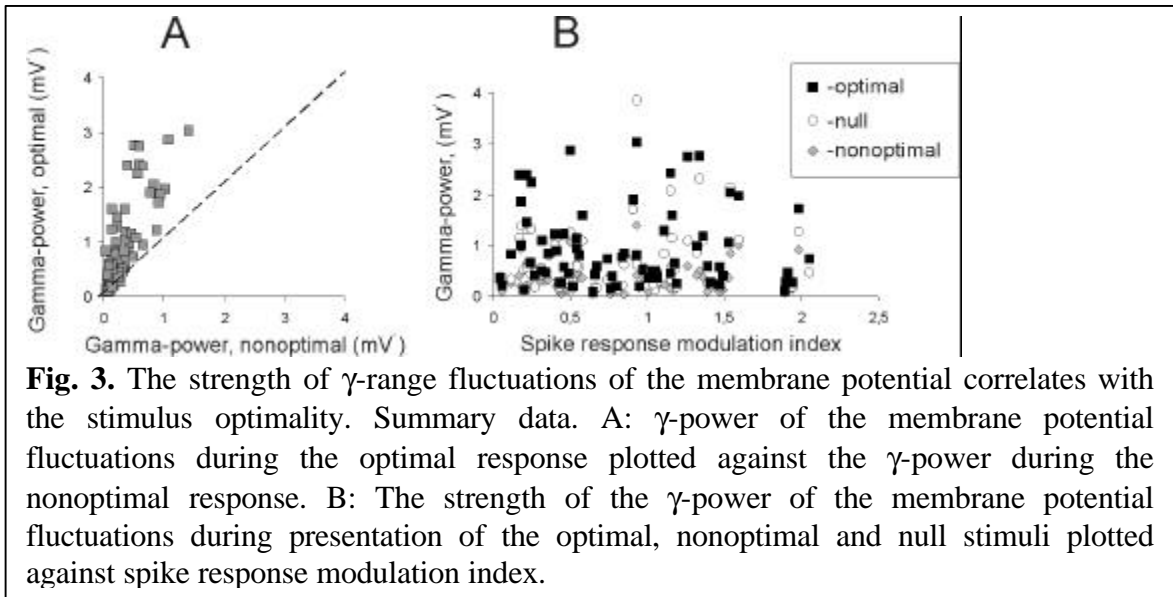 A
B
Gamma-power, optimal (mV)
4
3
2
1
0
0 1 2 3 4
Gamma-power, nonoptimal (mV)
Gamma-power, (mV)
4
3
2
1
0
0 0,5 1 1,5 2 2,5
Spike response modulation index
-optimal
-null
-nonoptimal
Fig. 3. The strength of γ-range fluctuations of the membrane potential correlates with
the stimulus optimality. Summary data. A: γ-power of the membrane potential
fluctuations during the optimal response plotted against the γ-power during the
nonoptimal response. B: The strength of the γ-power of the membrane potential
fluctuations during presentation of the optimal, nonoptimal and null stimuli plotted
against spike response modulation index.